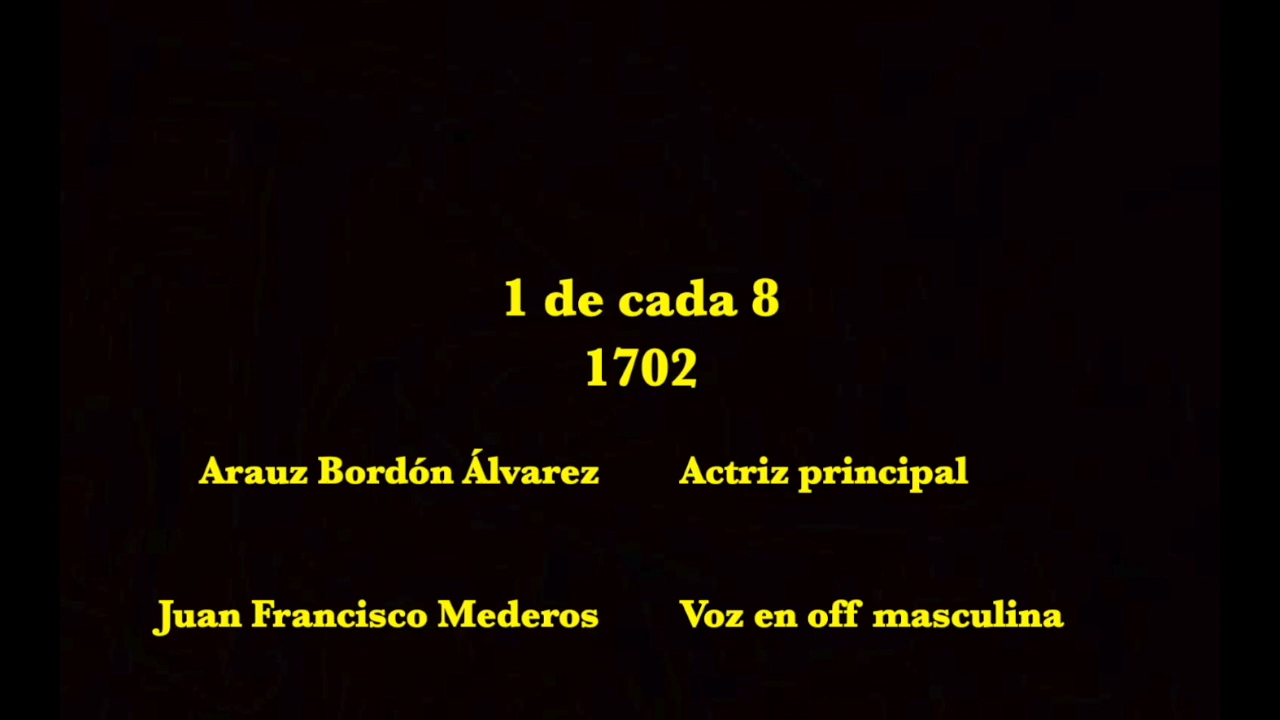 1 de cada 8
1702
Arauz Bordón Álvarez Actriz principal
Juan Francisco Mederos Voz en off masculina